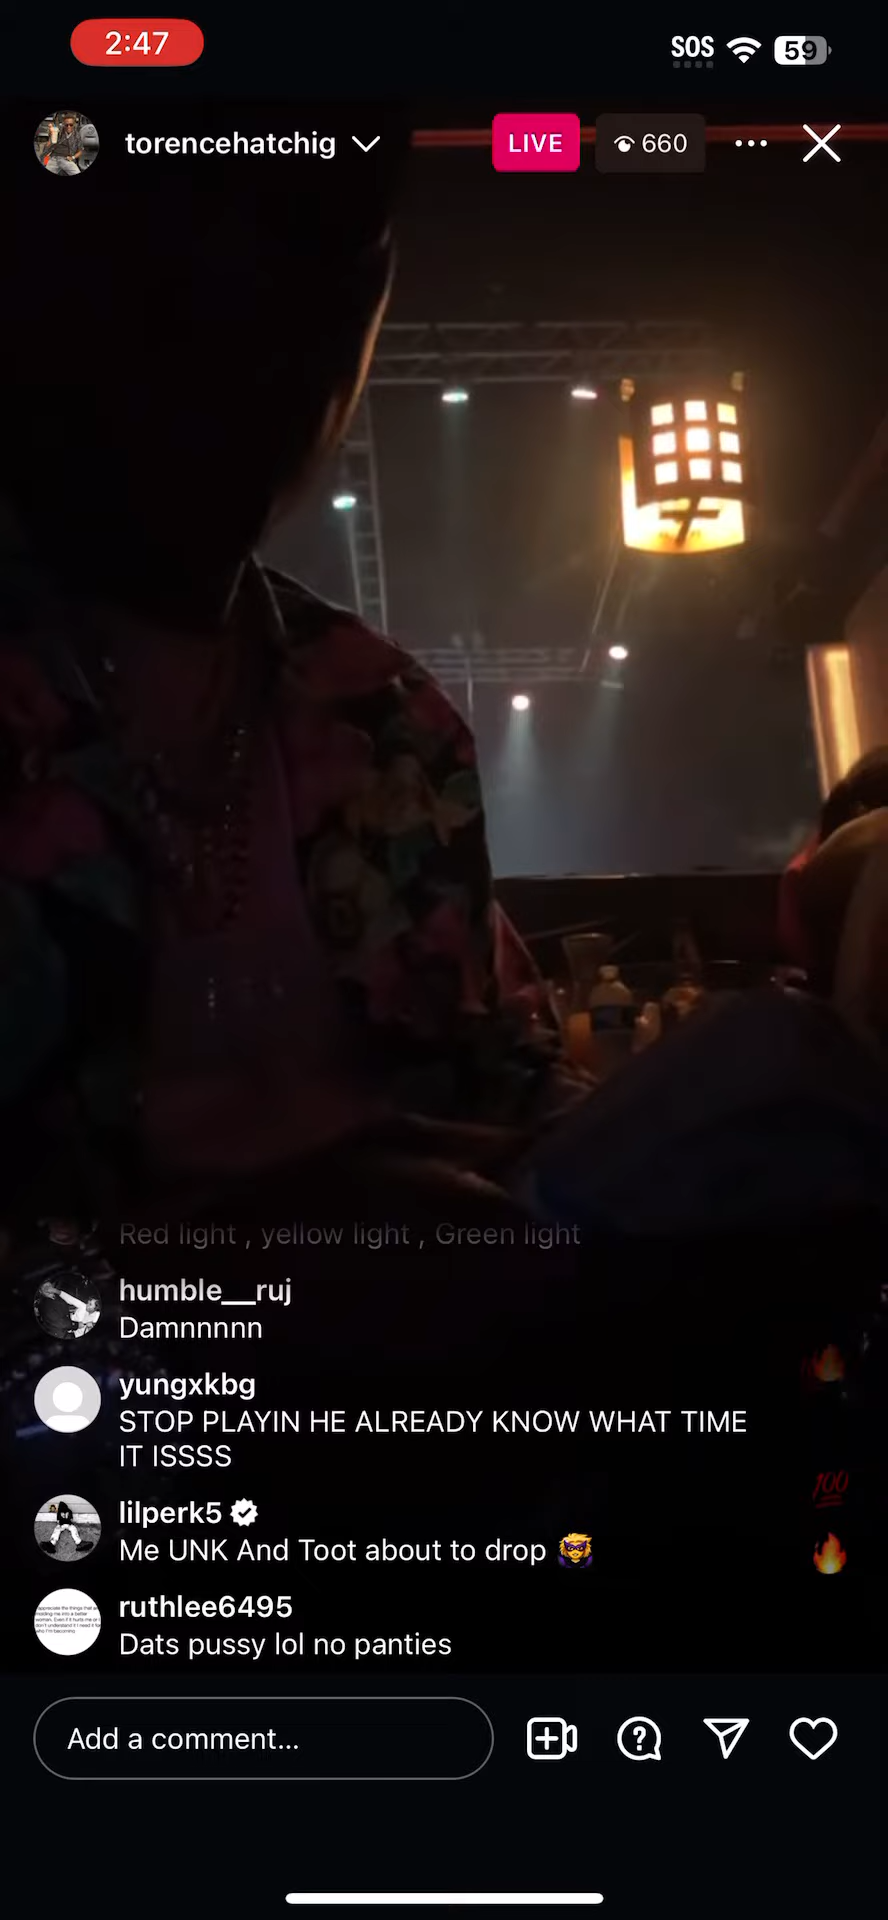 2:47
SOS
59
torencehatchig
LIVE
660
Red light , yellow light , Green light
humble__ruj
Damnnnnn
yungxkbg
STOP PLAYIN HE ALREADY KNOW WHAT TIME
IT ISSSS
100
lilperk5
Me UNK And Toot about to drop 🦹
ruthlee6495
Dats pussy lol no panties
Add a comment...